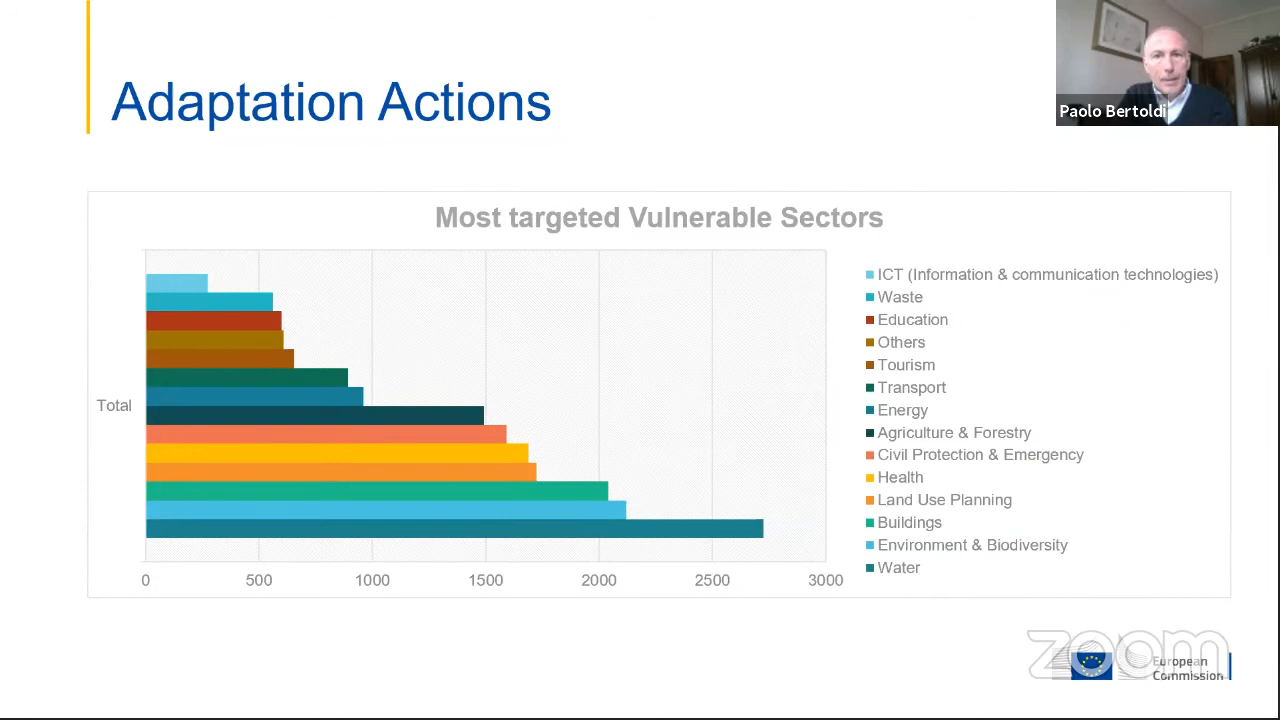 Adaptation Actions
Paolo Bertoldi
Most targeted Vulnerable Sectors
ICT (Information & communication technologies)
Waste
Education
Others
Tourism
Transport
Energy
Agriculture & Forestry
Civil Protection & Emergency
Health
Land Use Planning
Buildings
Environment & Biodiversity
Water
Total
0 500 1000 1500 2000 2500 3000
zoom
European
Commission